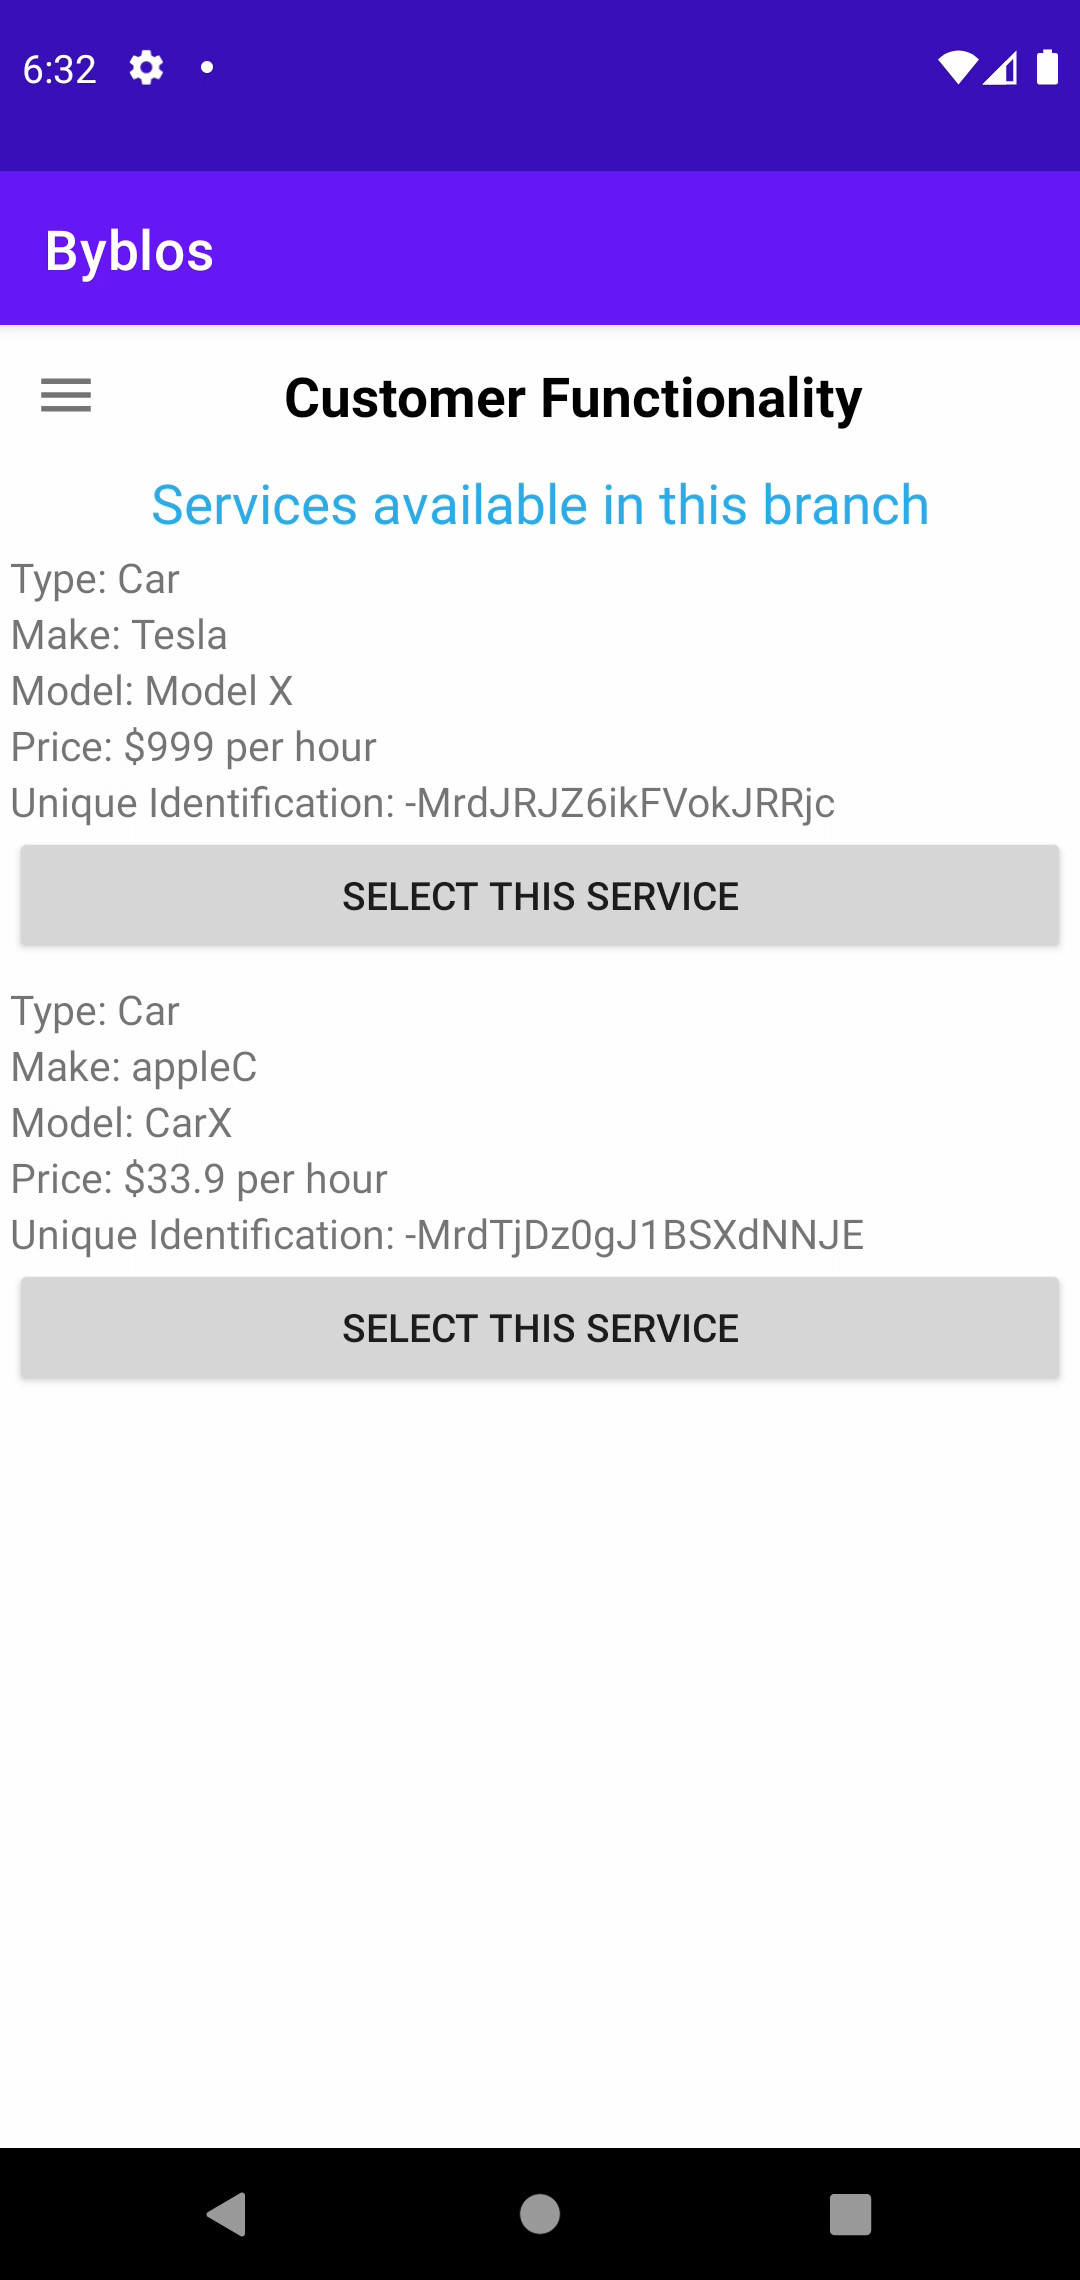 6:32
Byblos
Customer Functionality
Services available in this branch
Type: Car
Make: Tesla
Model: Model X
Price: $999 per hour
Unique Identification: -MrdJRJZ6ikFVokJRRjc
SELECT THIS SERVICE
Type: Car
Make: appleC
Model: CarX
Price: $33.9 per hour
Unique Identification: -MrdTjDz0gJ1BSXdNNJE
SELECT THIS SERVICE